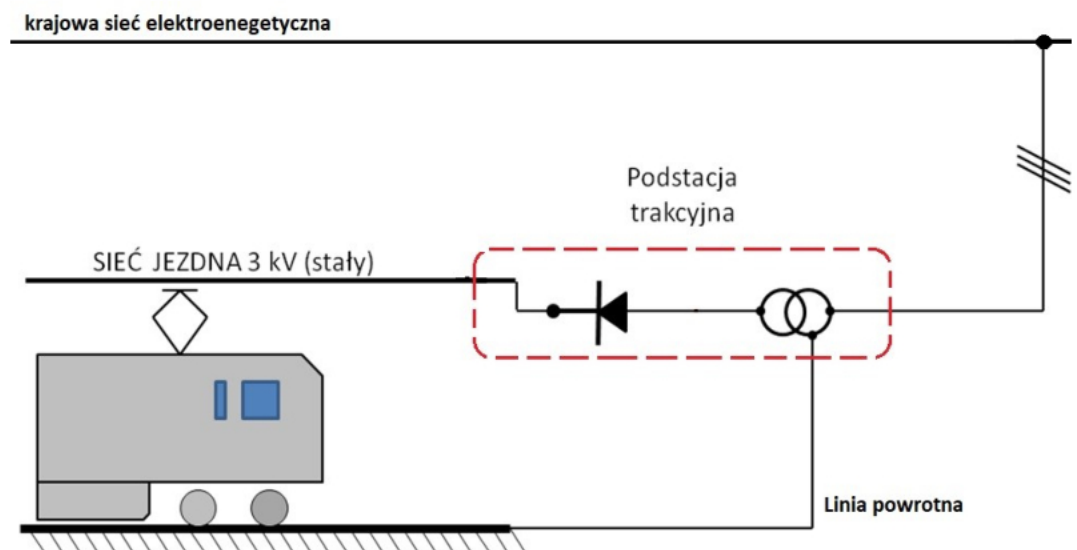 krajowa sieć elektroenegetyczna
Podstacja
trakcyjna
SIEĆ JEZDNA 3 kV (stały)
Linia powrotna